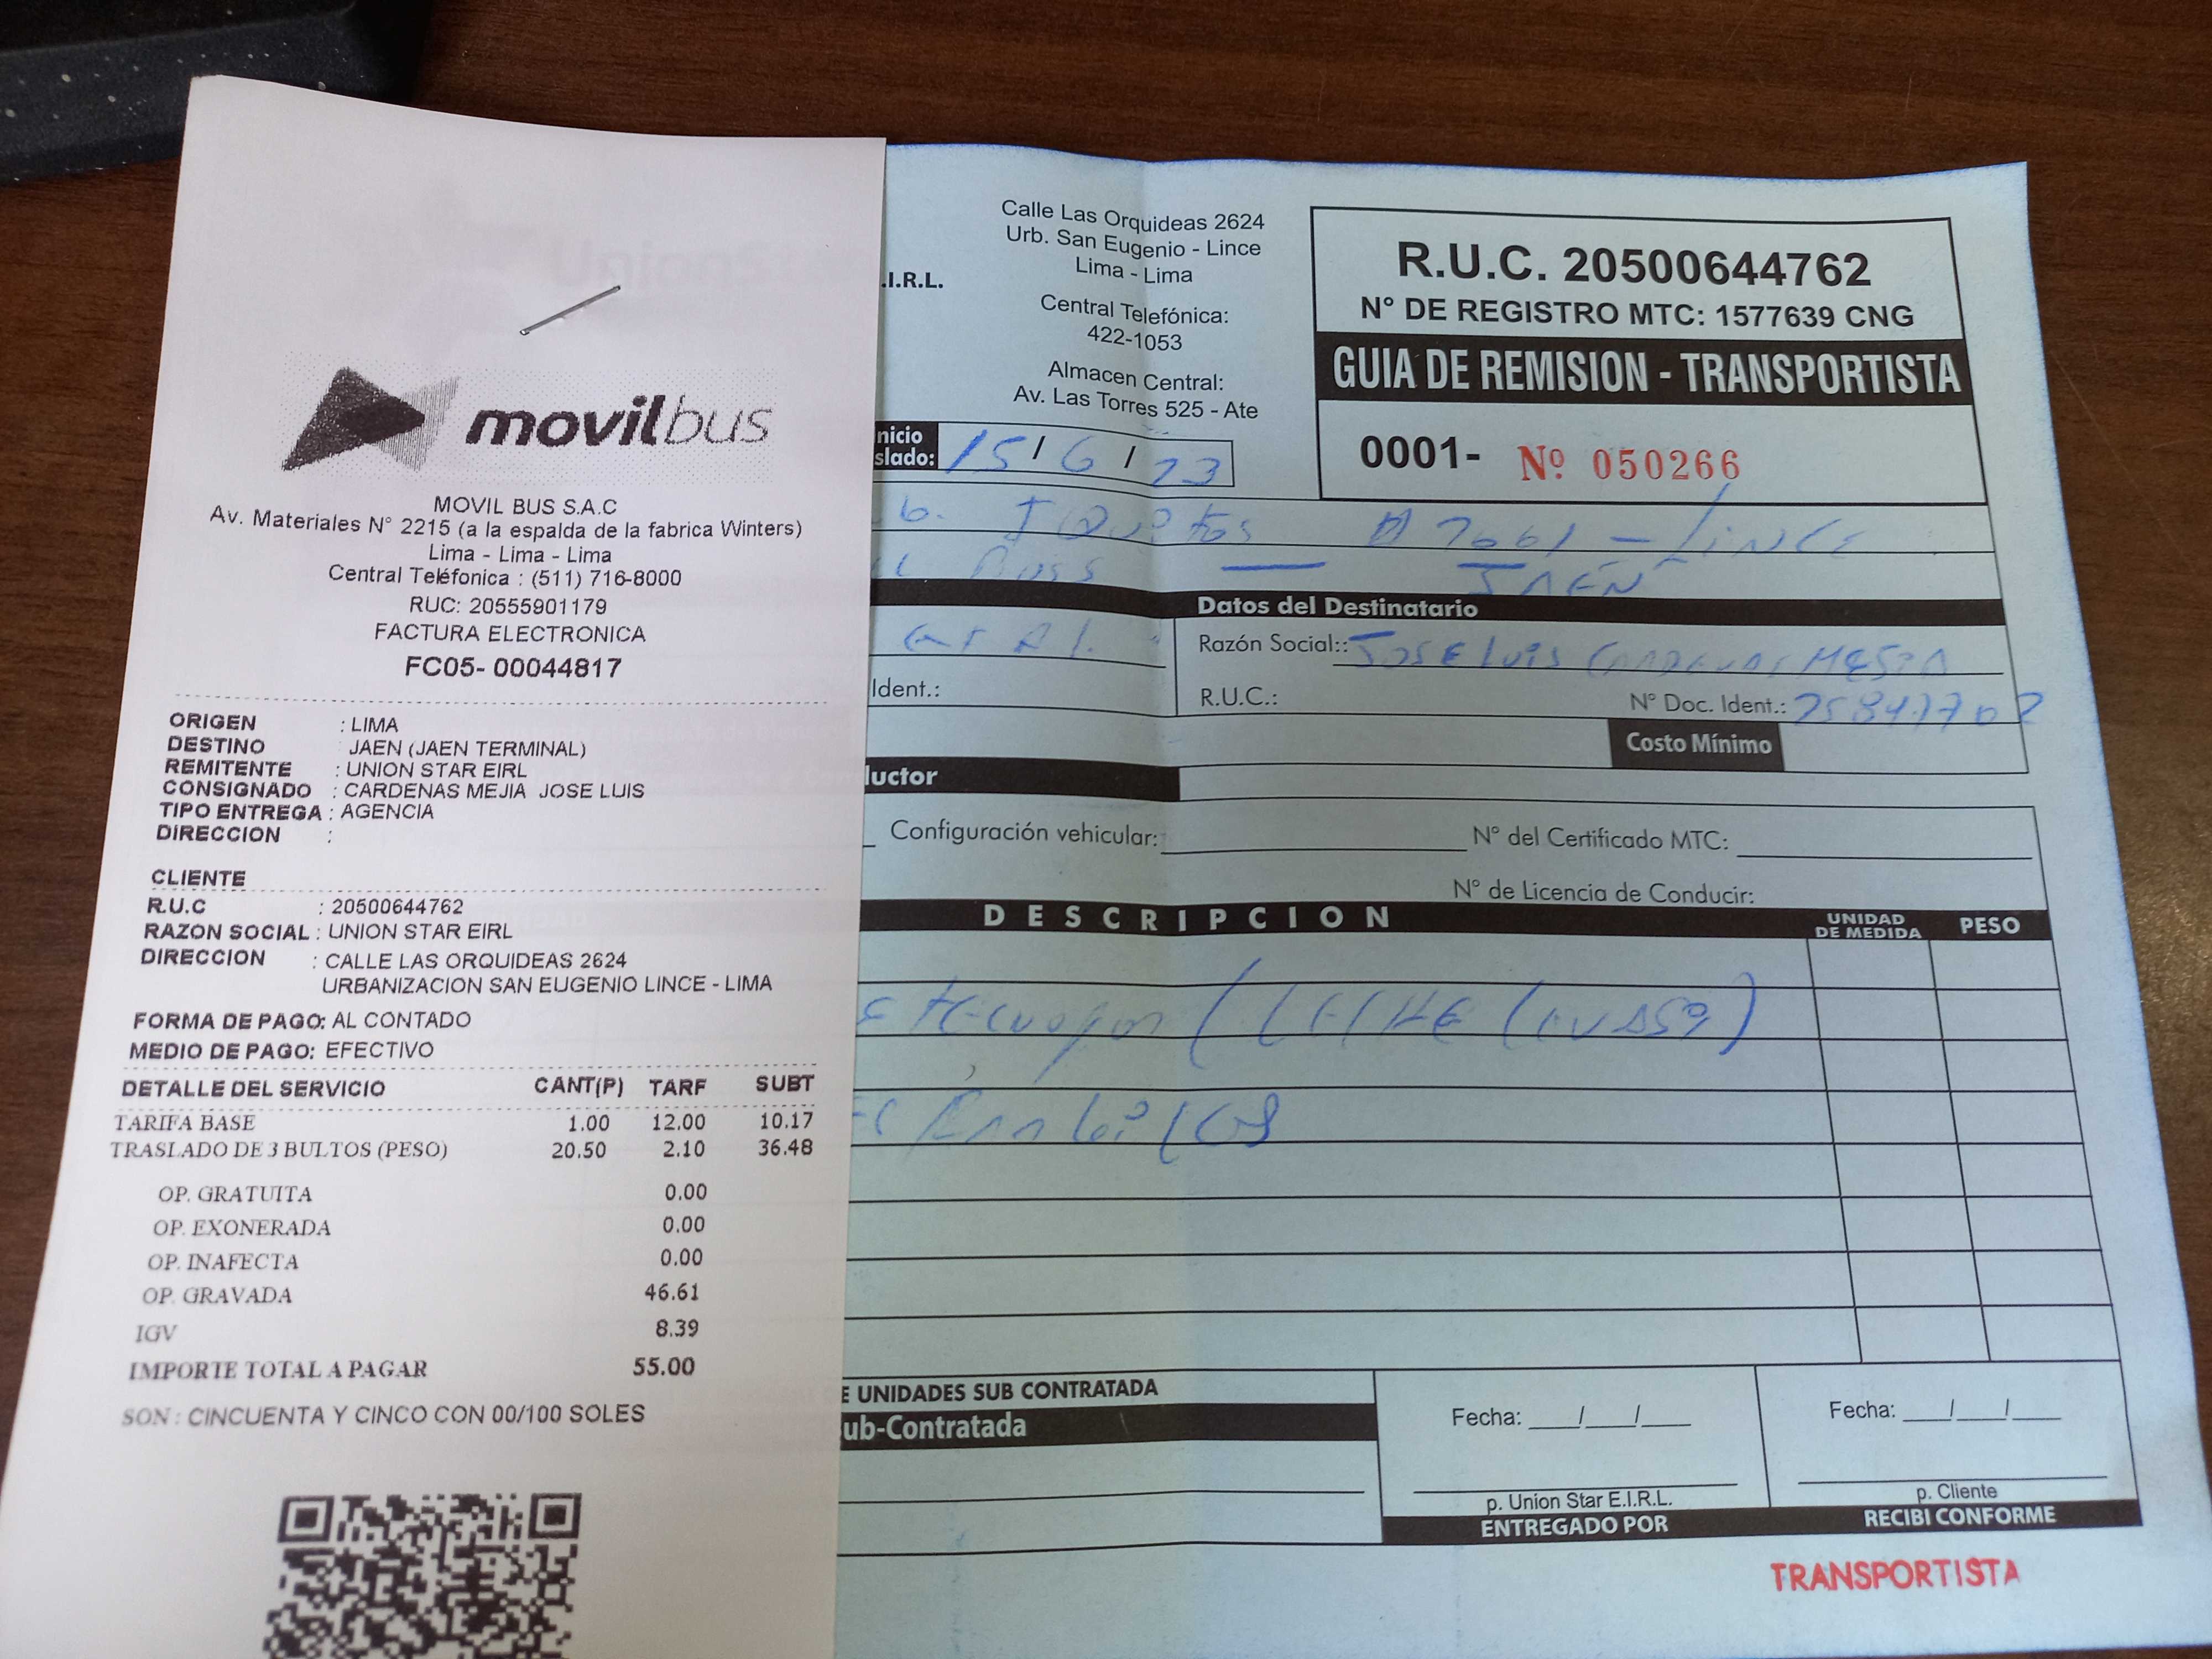 movilbus
MOVIL BUS S.A.C
Av. Materiales N° 2215 (a la espalda de la fabrica Winters)
Lima - Lima - Lima
Central Teléfonica : (511) 716-8000
RUC: 20555901179
FACTURA ELECTRONICA
FC05- 00044817
ORIGEN : LIMA
DESTINO JAEN (JAEN TERMINAL)
REMITENTE : UNION STAR EIRL
CONSIGNADO : CARDENAS MEJIA JOSE LUIS
TIPO ENTREGA : AGENCIA
DIRECCION :
CLIENTE
R.U.C : 20500644762
RAZON SOCIAL : UNION STAR EIRL
DIRECCION : CALLE LAS ORQUIDEAS 2624
URBANIZACION SAN EUGENIO LINCE - LIMA
FORMA DE PAGO: AL CONTADO
MEDIO DE PAGO: EFECTIVO
DETALLE DEL SERVICIO CANT(P) TARF SUBT
TARIFA BASE 1.00 12.00 10.17
TRASLADO DE 3 BULTOS (PESO) 20.50 2.10 36.48
OP. GRATUITA 0.00
OP. EXONERADA 0.00
OP. INAFECTA 0.00
OP. GRAVADA 46.61
IGV 8.39
IMPORTE TOTAL A PAGAR 55.00
SON : CINCUENTA Y CINCO CON 00/100 SOLES
.I.R.L.
Calle Las Orquideas 2624
Urb. San Eugenio - Lince
Lima - Lima
Central Telefónica:
422-1053
Almacen Central:
Av. Las Torres 525 - Ate
R.U.C. 20500644762
N° DE REGISTRO MTC: 1577639 CNG
GUIA DE REMISION - TRANSPORTISTA
0001- Nº 050266
nicio
slado: 15/6/23
b. Iquitos - LINCE
Buss — JAEN
Datos del Destinatario
Razón Social:: JOSE LUIS CARDENAS MESIA
Ident.:
R.U.C.: N° Doc. Ident.:
Costo Mínimo
uctor
Configuración vehicular: N° del Certificado MTC:
N° de Licencia de Conducir:
DESCRIPCION UNIDAD DE MEDIDA PESO
E UNIDADES SUB CONTRATADA
ub-Contratada
Fecha: / /
p. Union Star E.I.R.L.
ENTREGADO POR
Fecha: / /
p. Cliente
RECIBI CONFORME
TRANSPORTISTA